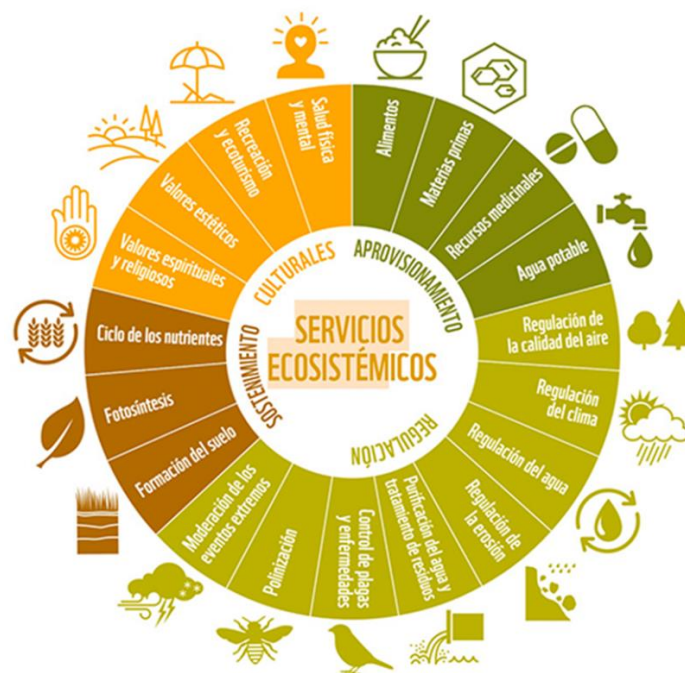 SERVICIOS
ECOSISTÉMICOS
CULTURALES
Salud física
y mental
Recreación
y ecoturismo
Valores estéticos
Valores espirituales
y religiosos
APROVISIONAMIENTO
Alimentos
Materias primas
Recursos medicinales
Agua potable
REGULACIÓN
Regulación de
la calidad del aire
Regulación
del clima
Regulación del agua
Regulación de
la erosión
Purificación del agua y
tratamiento de residuos
Control de plagas
y enfermedades
Polinización
Moderación de los
eventos extremos
SOSTENIMIENTO
Formación del suelo
Fotosíntesis
Ciclo de los nutrientes